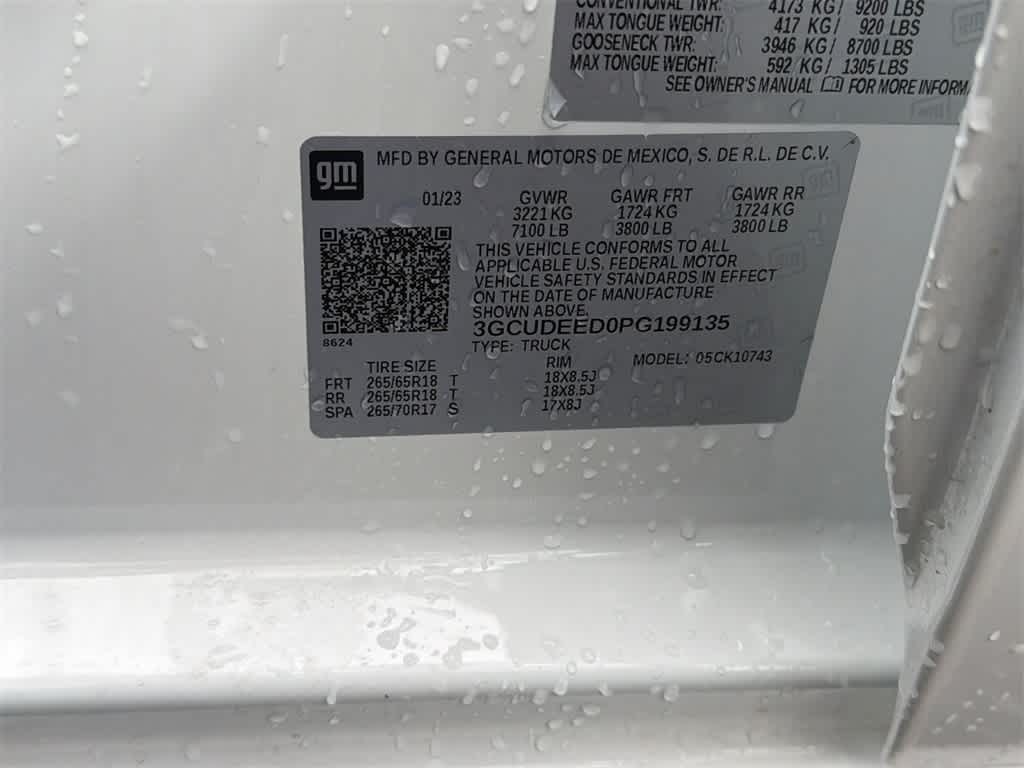 CONVENTIONAL TWR: 4173 KG/ 9200 LBS
MAX TONGUE WEIGHT: 417 KG/ 920 LBS
GOOSENECK TWR: 3946 KG/ 8700 LBS
MAX TONGUE WEIGHT: 592 KG/ 1305 LBS
SEE OWNER'S MANUAL FOR MORE INFORM
gm MFD BY GENERAL MOTORS DE MEXICO, S. DE R.L. DE C.V.
01/23 GVWR GAWR FRT GAWR RR
3221 KG 1724 KG 1724 KG
7100 LB 3800 LB 3800 LB
THIS VEHICLE CONFORMS TO ALL
APPLICABLE U.S. FEDERAL MOTOR
VEHICLE SAFETY STANDARDS IN EFFECT
ON THE DATE OF MANUFACTURE
SHOWN ABOVE.
3GCUDEED0PG199135
8624 TYPE: TRUCK MODEL: 05CK10743
TIRE SIZE RIM
FRT 265/65R18 T 18X8.5J
RR 265/65R18 T 18X8.5J
SPA 265/70R17 S 17X8J